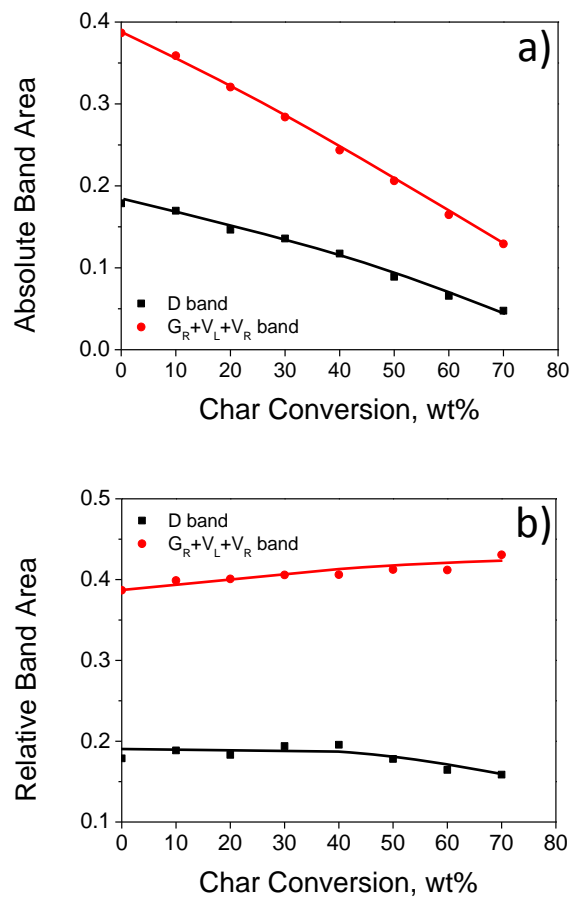 a)
0.4
0.3
0.2
0.1
0.0
Absolute Band Area
D band
G_R+V_L+V_R band
0 10 20 30 40 50 60 70 80
Char Conversion, wt%
b)
0.5
0.4
0.3
0.2
0.1
Relative Band Area
D band
G_R+V_L+V_R band
0 10 20 30 40 50 60 70 80
Char Conversion, wt%